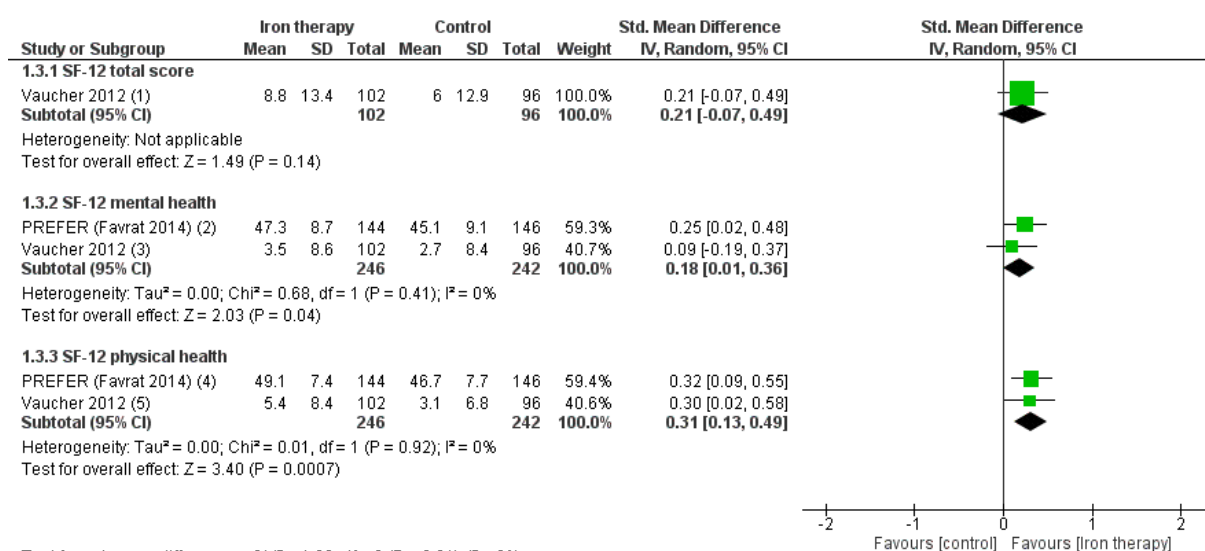 Iron therapy Control Std. Mean Difference Std. Mean Difference
Study or Subgroup Mean SD Total Mean SD Total Weight IV, Random, 95% CI IV, Random, 95% CI
1.3.1 SF-12 total score
Vaucher 2012 (1) 8.8 13.4 102 6 12.9 96 100.0% 0.21 [-0.07, 0.49]
Subtotal (95% CI) 102 96 100.0% 0.21 [-0.07, 0.49]
Heterogeneity: Not applicable
Test for overall effect: Z = 1.49 (P = 0.14)
1.3.2 SF-12 mental health
PREFER (Favrat 2014) (2) 47.3 8.7 144 45.1 9.1 146 59.3% 0.25 [0.02, 0.48]
Vaucher 2012 (3) 3.5 8.6 102 2.7 8.4 96 40.7% 0.09 [-0.19, 0.37]
Subtotal (95% CI) 246 242 100.0% 0.18 [0.01, 0.36]
Heterogeneity: Tau² = 0.00; Chi² = 0.68, df = 1 (P = 0.41); I² = 0%
Test for overall effect: Z = 2.03 (P = 0.04)
1.3.3 SF-12 physical health
PREFER (Favrat 2014) (4) 49.1 7.4 144 46.7 7.7 146 59.4% 0.32 [0.09, 0.55]
Vaucher 2012 (5) 5.4 8.4 102 3.1 6.8 96 40.6% 0.30 [0.02, 0.58]
Subtotal (95% CI) 246 242 100.0% 0.31 [0.13, 0.49]
Heterogeneity: Tau² = 0.00; Chi² = 0.01, df = 1 (P = 0.92); I² = 0%
Test for overall effect: Z = 3.40 (P = 0.0007)
-2 -1 0 1 2
Favours [control] Favours [Iron therapy]